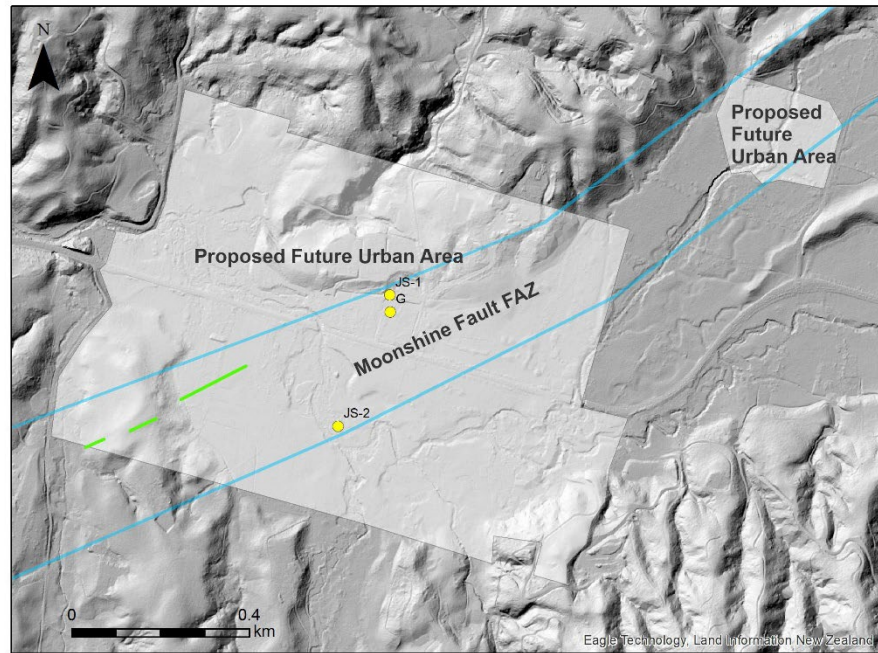 N
Proposed
Future
Urban Area
Proposed Future Urban Area
JS-1
G
Moonshine Fault FAZ
JS-2
0
0.4
km
Eagle Technology, Land Information New Zealand